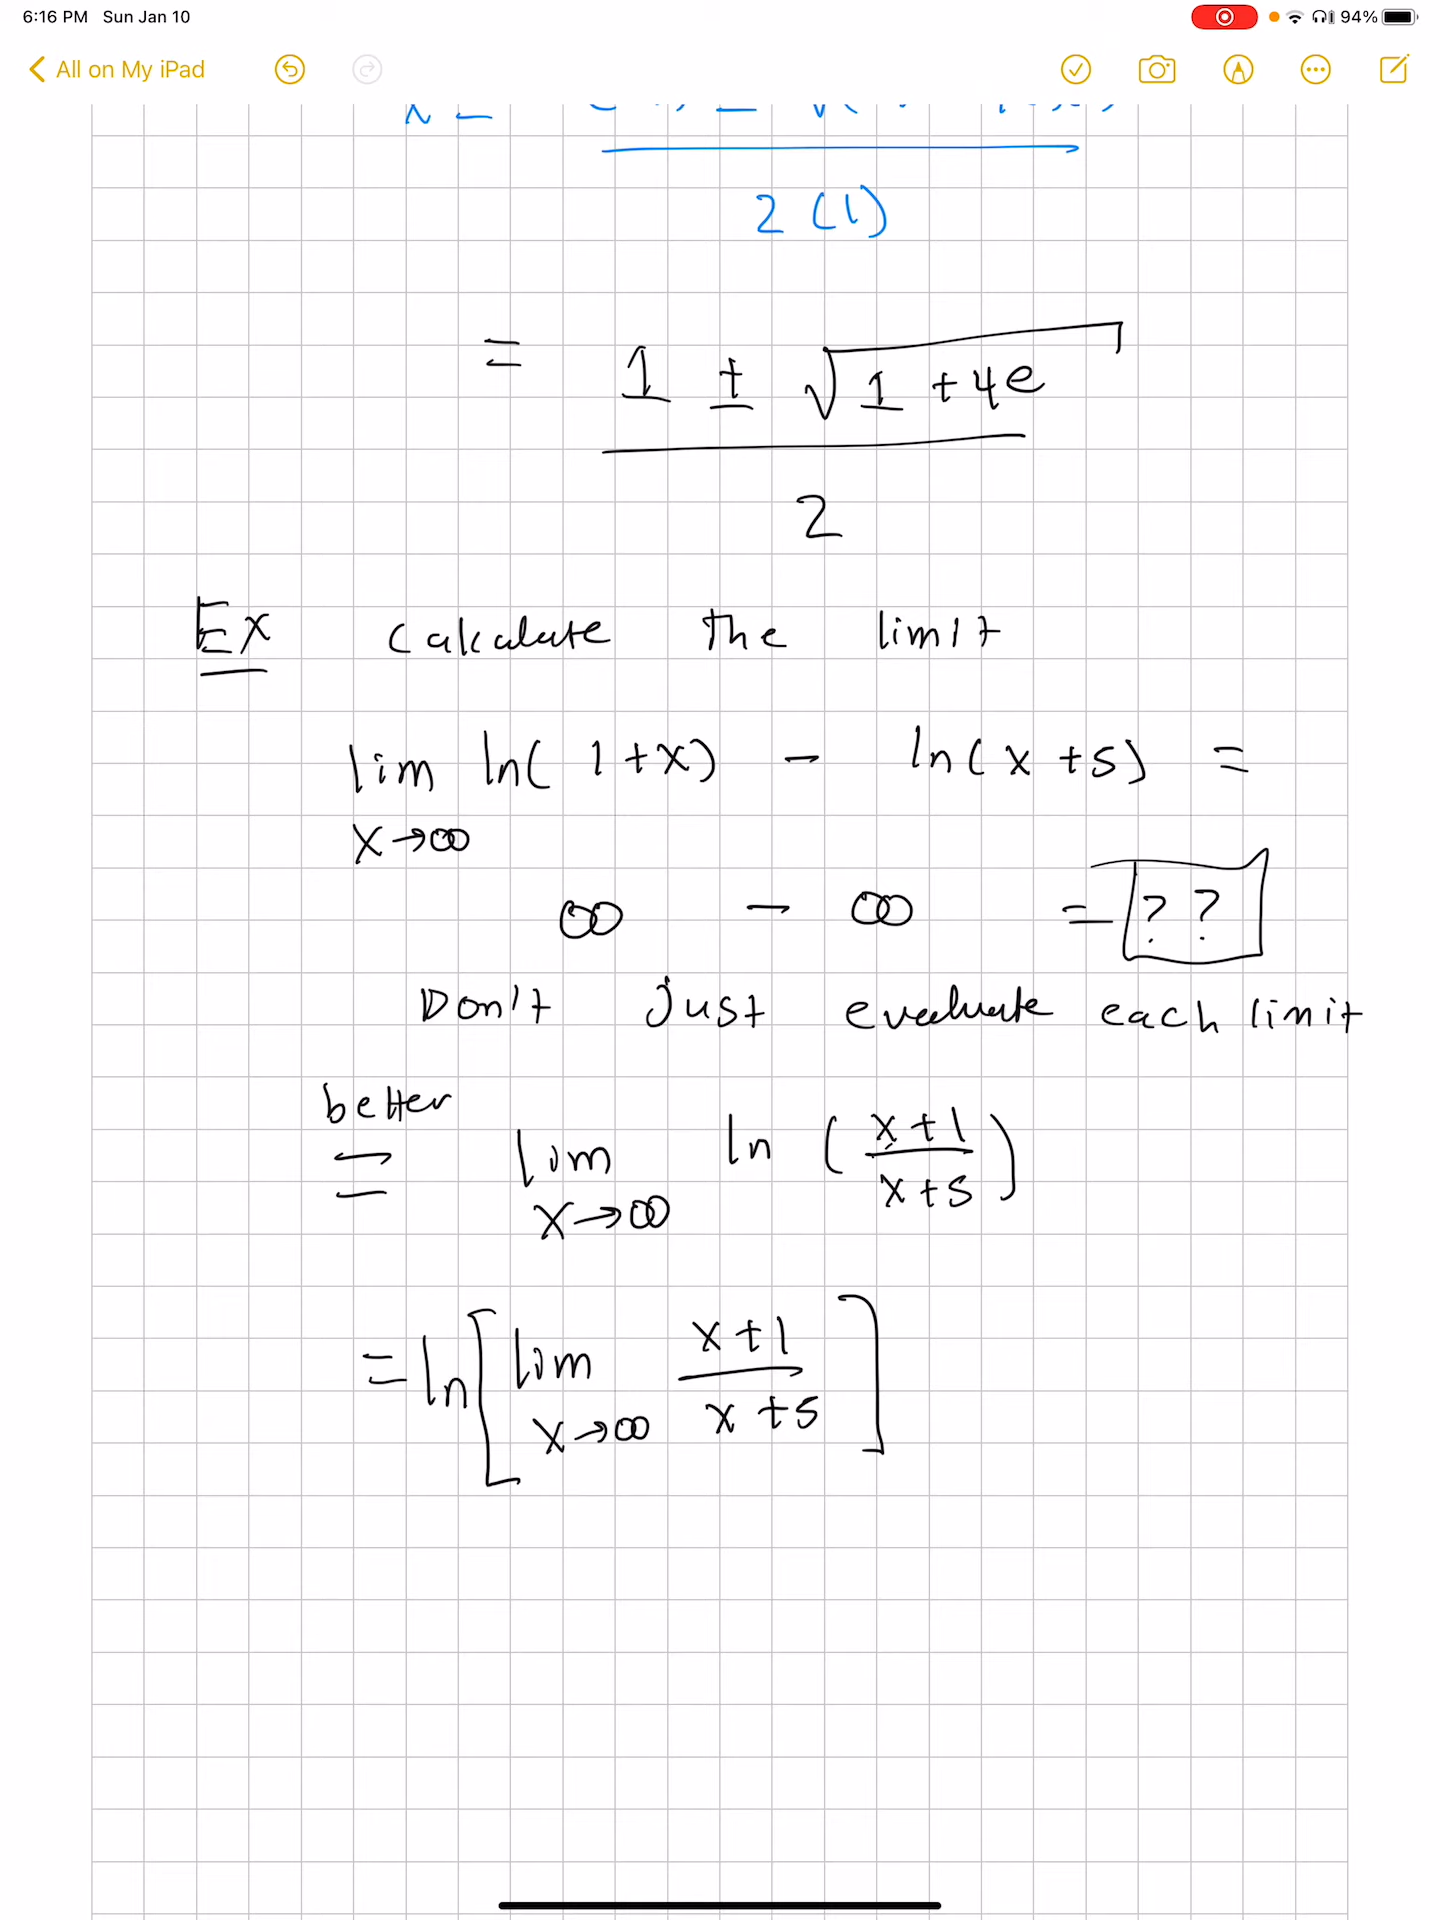 6:16 PM Sun Jan 10
94%
All on My iPad
2 (1)
= 1 ± √1 + 4e
2
Ex Calculate the limit
lim ln( 1 + x) - ln( x + 5) =
x → ∞
∞ - ∞ = ? ?
Don't just evaluate each limit
better
= lim ln ( x + 1
x + 5 )
x → ∞
= ln [ lim x + 1
x → ∞ x + 5 ]